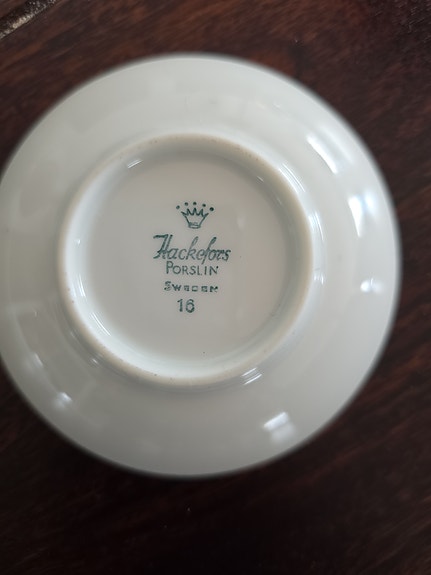 Hackefors
PORSLIN
SWEDEN
16